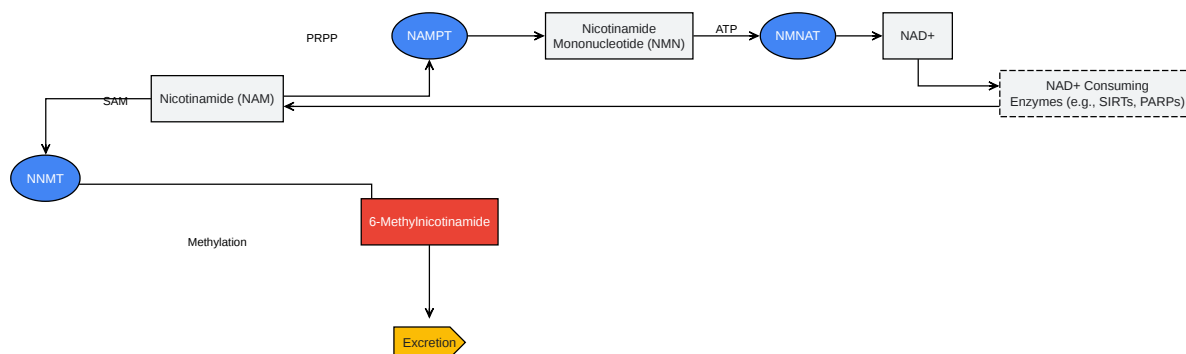 PRPP
NAMPT
Nicotinamide
Mononucleotide (NMN)
ATP
NMNAT
NAD+
SAM
Nicotinamide (NAM)
NAD+ Consuming
Enzymes (e.g., SIRTs, PARPs)
NNMT
6-Methylnicotinamide
Methylation
Excretion